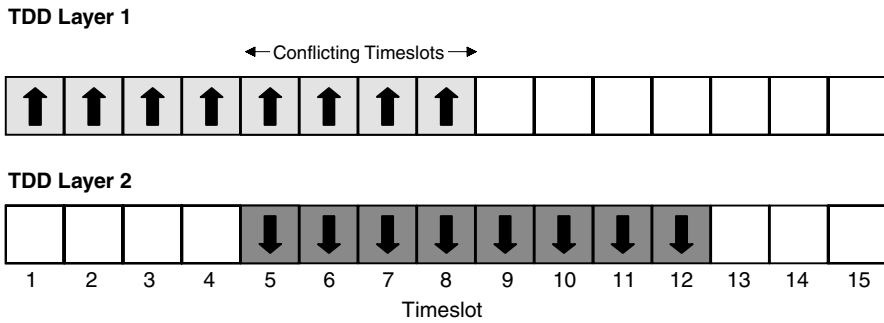 TDD Layer 1
Conflicting Timeslots
TDD Layer 2
1 2 3 4 5 6 7 8 9 10 11 12 13 14 15
Timeslot